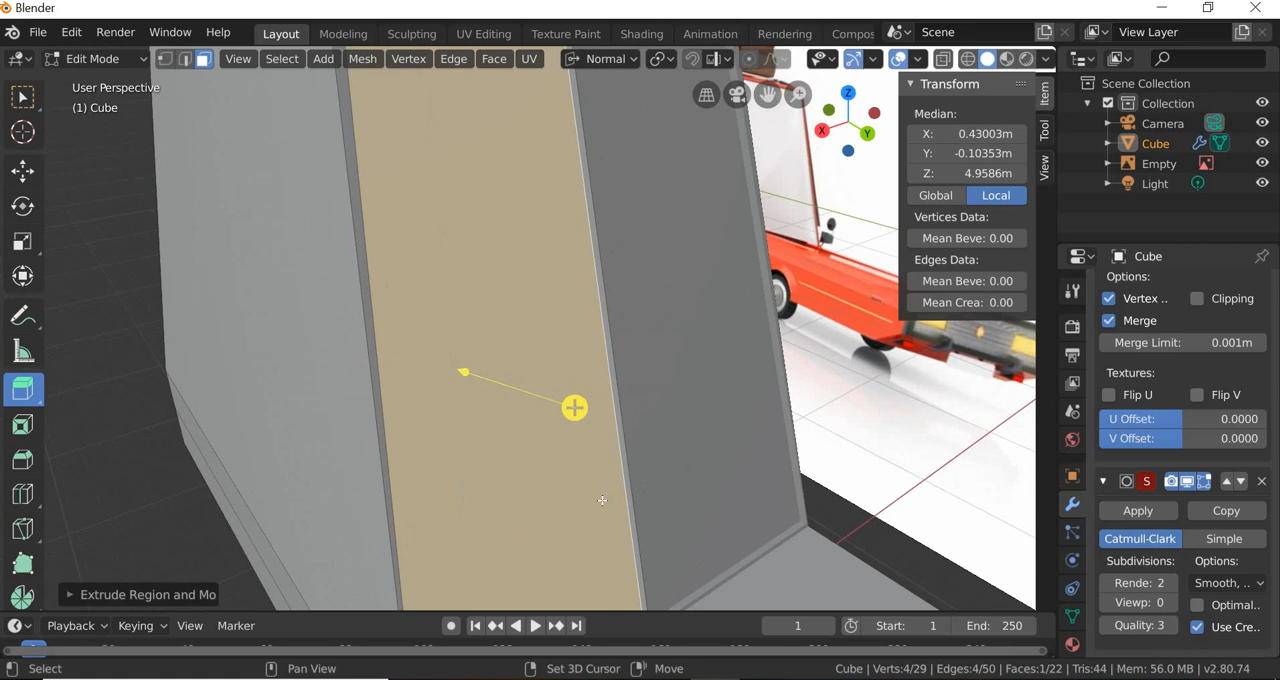 Blender
File Edit Render Window Help Layout Modeling Sculpting UV Editing Texture Paint Shading Animation Rendering Compos Scene View Layer
Edit Mode View Select Add Mesh Vertex Edge Face UV Normal
User Perspective
(1) Cube
Transform
Median:
X: 0.43003m
Y: -0.10353m
Z: 4.9586m
Global Local
Vertices Data:
Mean Beve: 0.00
Edges Data:
Mean Beve: 0.00
Mean Crea: 0.00
Item
Tool
View
Z
X
Y
Scene Collection
Collection
Camera
Cube
Empty
Light
Cube
Options:
Vertex .. Clipping
Merge
Merge Limit: 0.001m
Textures:
Flip U Flip V
U Offset: 0.0000
V Offset: 0.0000
S
Apply Copy
Catmull-Clark Simple
Subdivisions: Options:
Rende: 2 Smooth, ..
Viewp: 0 Optimal..
Quality: 3 Use Cre..
Extrude Region and Mo
Playback Keying View Marker 1 Start: 1 End: 250
Select Pan View Set 3D Cursor Move Cube | Verts:4/29 | Edges:4/50 | Faces:1/22 | Tris:44 | Mem: 56.0 MB | v2.80.74